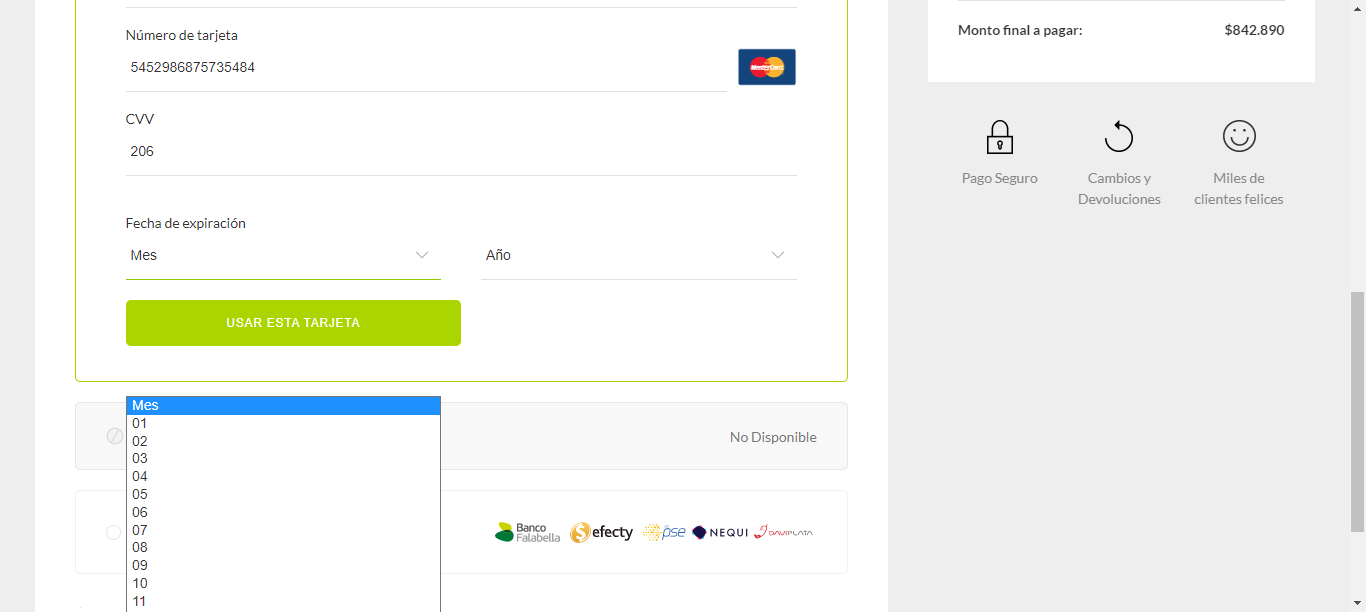 Número de tarjeta
5452986875735484
MasterCard
CVV
206
Fecha de expiración
Mes
Año
USAR ESTA TARJETA
Mes
01
02
03
04
05
06
07
08
09
10
11
No Disponible
Banco Falabella
efecty
pse
NEQUI
DAVIPLATA
Monto final a pagar: $842.890
Pago Seguro
Cambios y
Devoluciones
Miles de
clientes felices